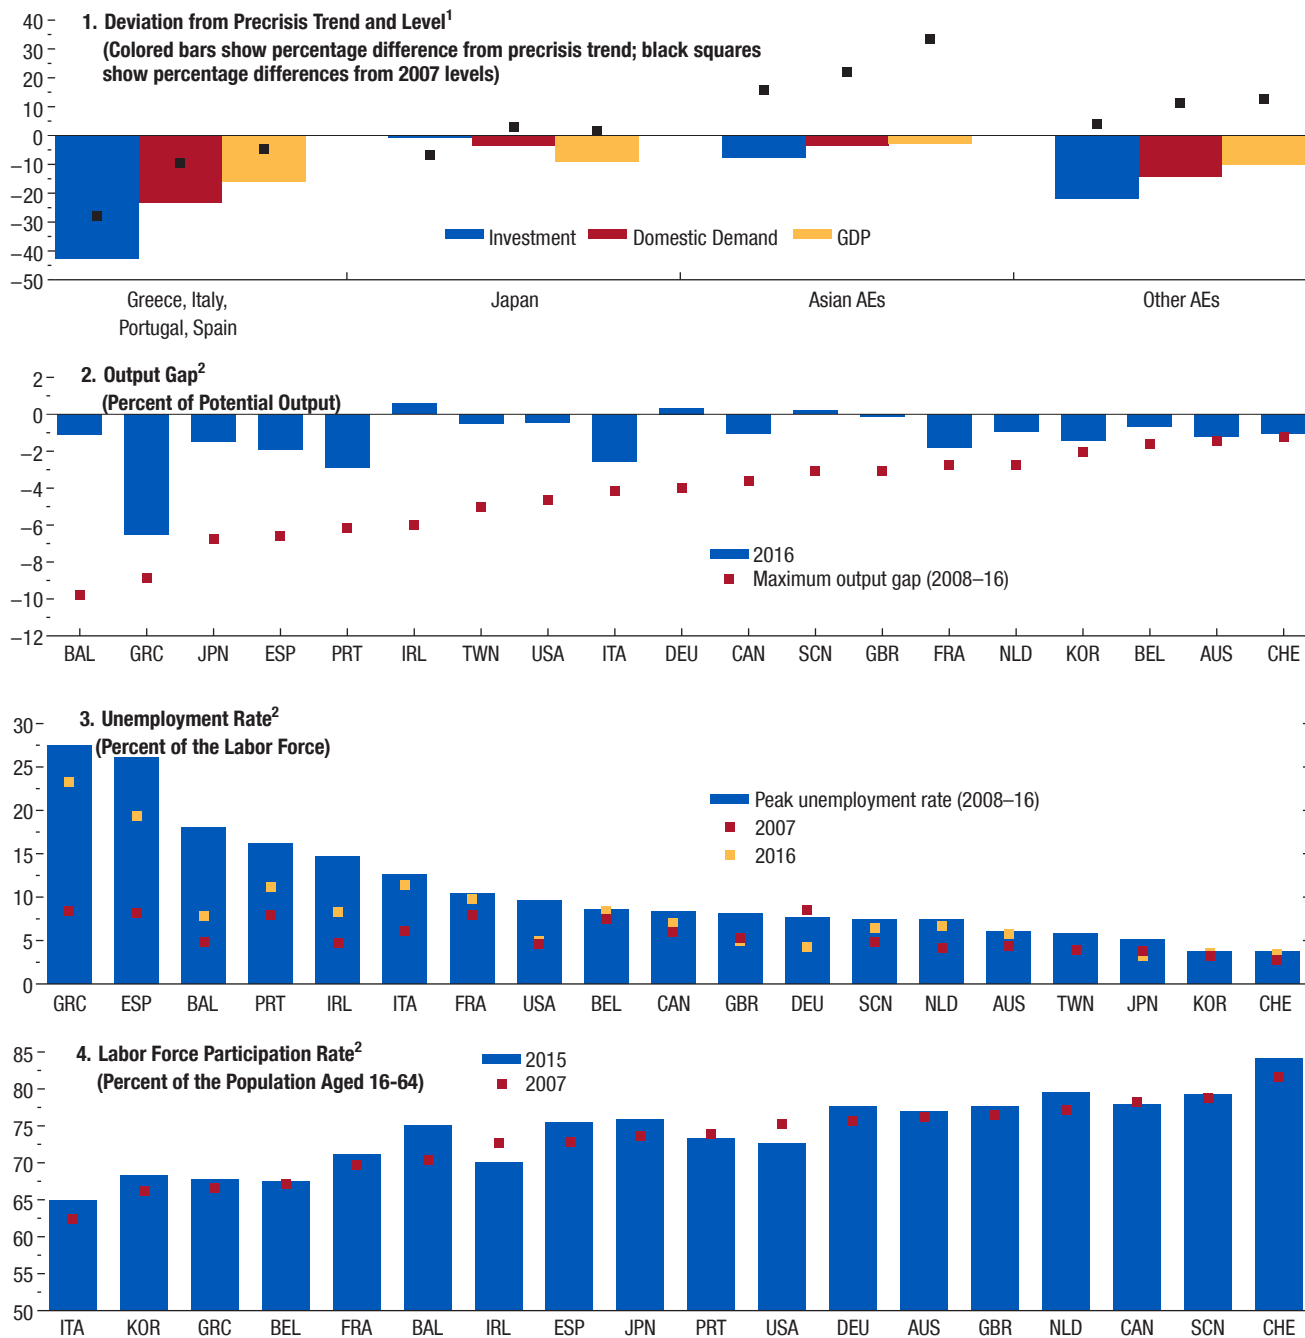 1. Deviation from Precrisis Trend and Level1
(Colored bars show percentage difference from precrisis trend; black squares
show percentage differences from 2007 levels)
40
30
20
10
0
–10
–20
–30
–40
–50
Investment Domestic Demand GDP
Greece, Italy,
Portugal, Spain
Japan
Asian AEs
Other AEs
2. Output Gap2
(Percent of Potential Output)
2
0
–2
–4
–6
–8
–10
–12
2016
Maximum output gap (2008–16)
BAL GRC JPN ESP PRT IRL TWN USA ITA DEU CAN SCN GBR FRA NLD KOR BEL AUS CHE
3. Unemployment Rate2
(Percent of the Labor Force)
30
25
20
15
10
5
0
Peak unemployment rate (2008–16)
2007
2016
GRC ESP BAL PRT IRL ITA FRA USA BEL CAN GBR DEU SCN NLD AUS TWN JPN KOR CHE
4. Labor Force Participation Rate2
(Percent of the Population Aged 16-64)
85
80
75
70
65
60
55
50
2015
2007
ITA KOR GRC BEL FRA BAL IRL ESP JPN PRT USA DEU AUS GBR NLD CAN SCN CHE